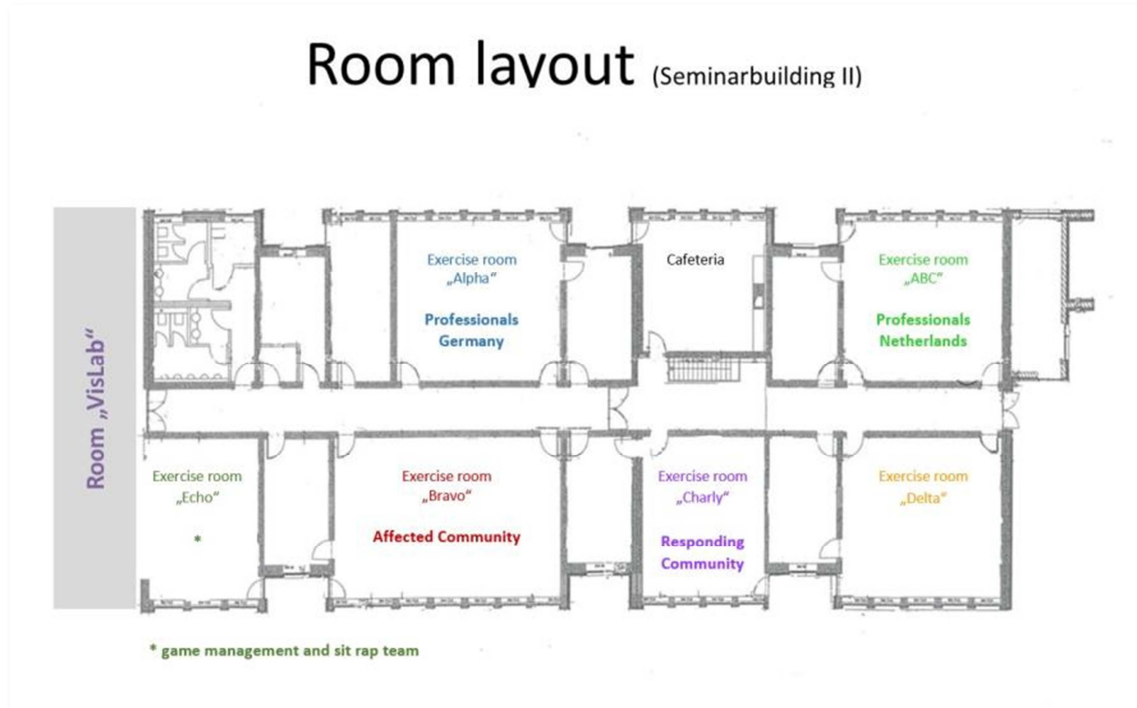 Room layout (Seminarbuilding II)
Room „VisLab“
Exercise room
„Alpha“
Professionals
Germany
Cafeteria
Exercise room
„ABC“
Professionals
Netherlands
Exercise room
„Echo“
*
Exercise room
„Bravo“
Affected Community
Exercise room
„Charly“
Responding
Community
Exercise room
„Delta“
* game management and sit rap team